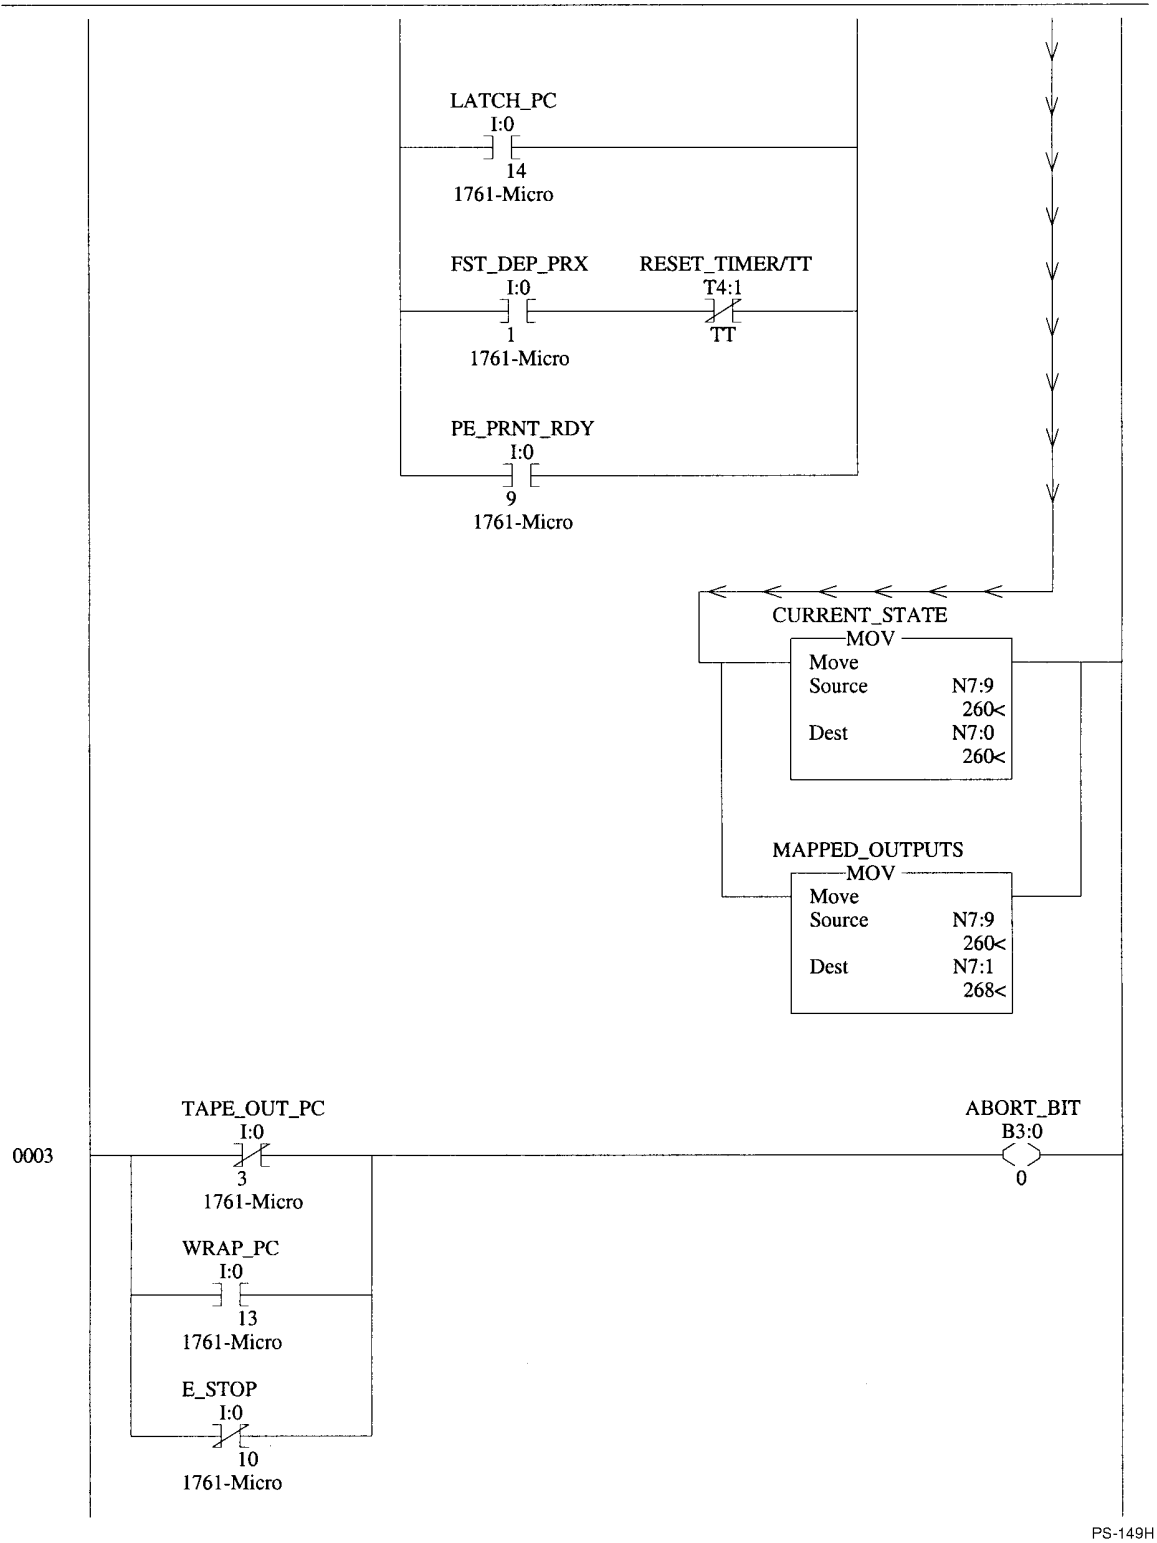 LATCH_PC
I:0
14
1761-Micro
FST_DEP_PRX RESET_TIMER/TT
I:0 T4:1
1 TT
1761-Micro
PE_PRNT_RDY
I:0
9
1761-Micro
CURRENT_STATE
MOV
Move
Source N7:9
260<
Dest N7:0
260<
MAPPED_OUTPUTS
MOV
Move
Source N7:9
260<
Dest N7:1
268<
TAPE_OUT_PC ABORT_BIT
I:0 B3:0
0003
3 0
1761-Micro
WRAP_PC
I:0
13
1761-Micro
E_STOP
I:0
10
1761-Micro
PS-149H